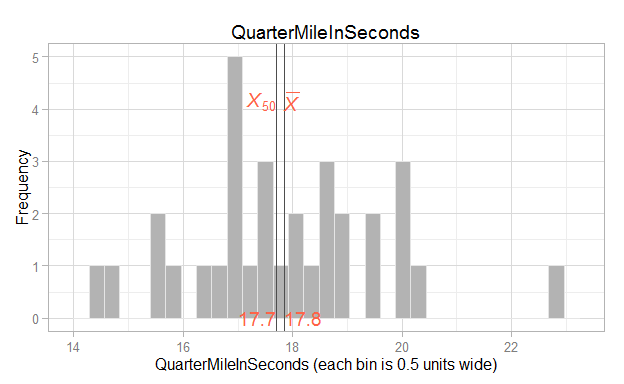 QuarterMileInSeconds
5
4
3
2
1
0
Frequency
X50 X̅
17.7 17.8
14 16 18 20 22
QuarterMileInSeconds (each bin is 0.5 units wide)